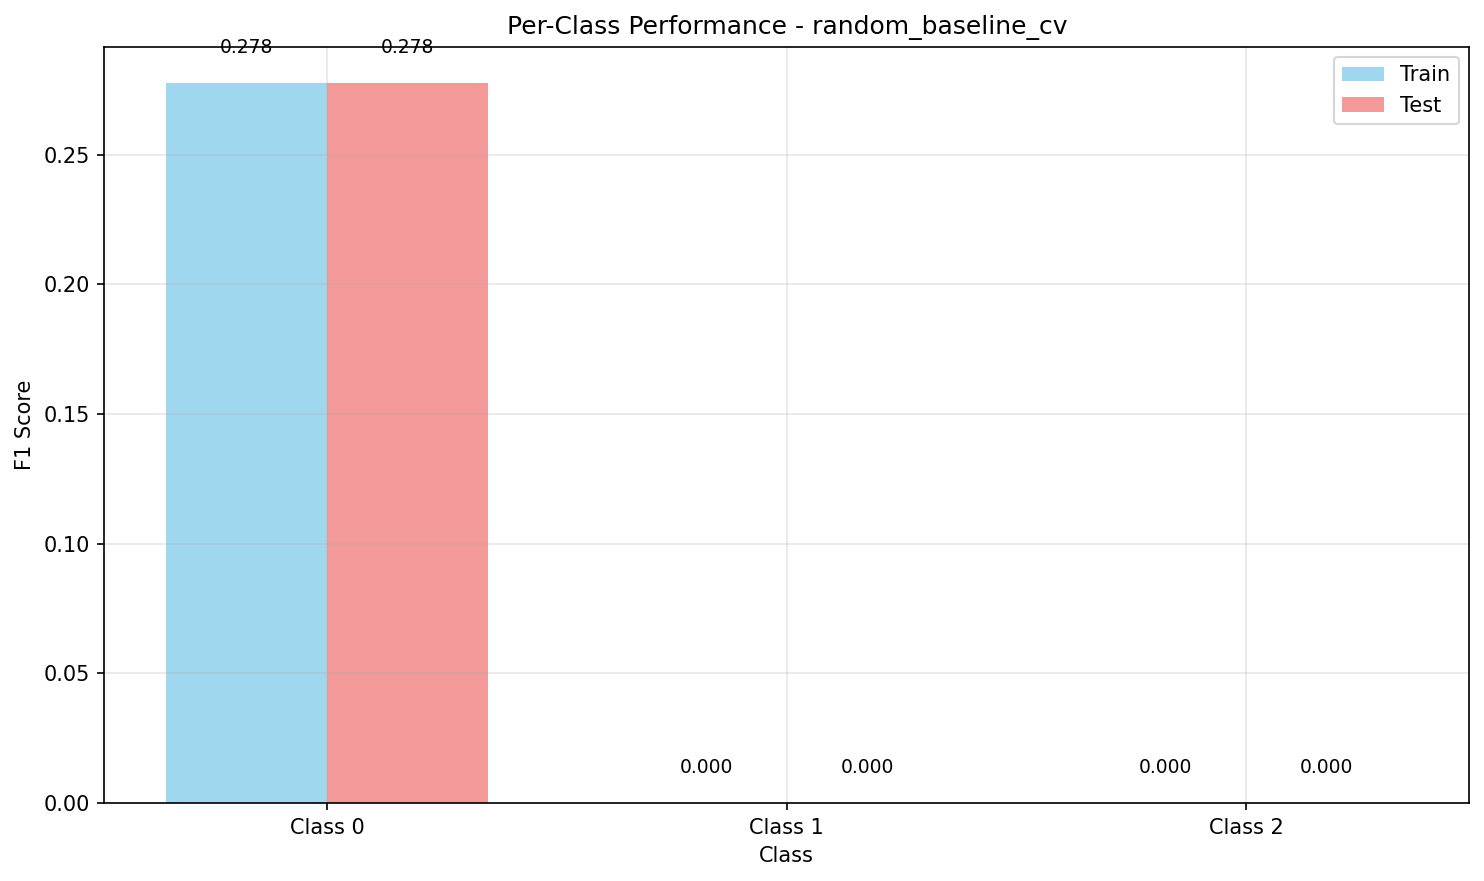 Per-Class Performance - random_baseline_cv
0.278 0.278
Train
Test
0.25
0.20
0.15
0.10
0.05
0.00
F1 Score
0.000 0.000 0.000 0.000
Class 0 Class 1 Class 2
Class